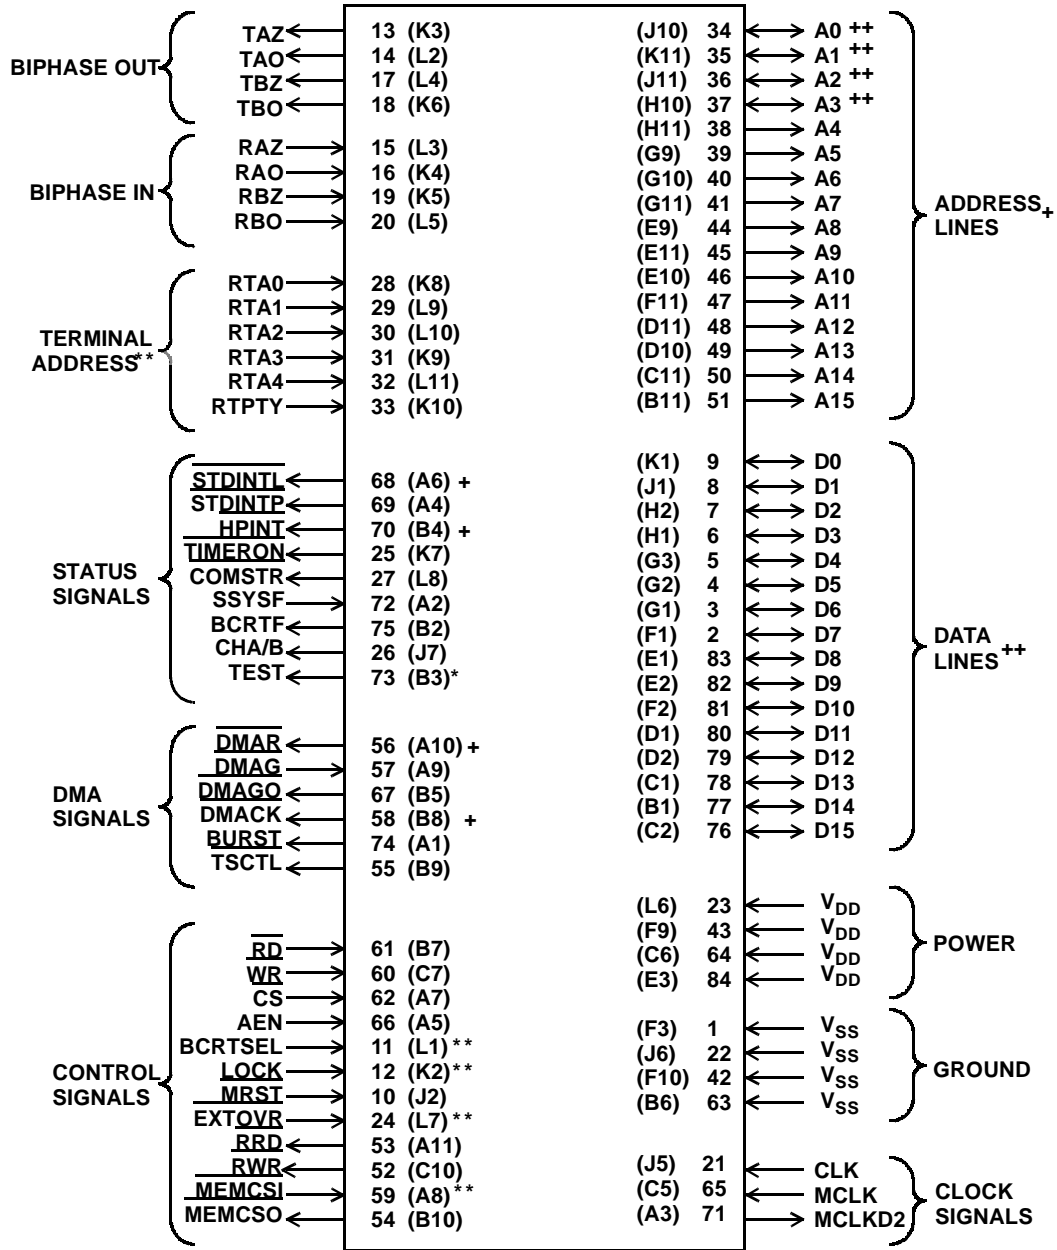 BIPHASE OUT
TAZ 13 (K3)
TAO 14 (L2)
TBZ 17 (L4)
TBO 18 (K6)
BIPHASE IN
RAZ 15 (L3)
RAO 16 (K4)
RBZ 19 (K5)
RBO 20 (L5)
TERMINAL
ADDRESS**
RTA0 28 (K8)
RTA1 29 (L9)
RTA2 30 (L10)
RTA3 31 (K9)
RTA4 32 (L11)
RTPTY 33 (K10)
STATUS
SIGNALS
STDINTL 68 (A6) +
STDINTP 69 (A4)
HPINT 70 (B4) +
TIMERON 25 (K7)
COMSTR 27 (L8)
SSYSF 72 (A2)
BCRTF 75 (B2)
CHA/B 26 (J7)
TEST 73 (B3)*
DMA
SIGNALS
DMAR 56 (A10) +
DMAG 57 (A9)
DMAGO 67 (B5)
DMACK 58 (B8) +
BURST 74 (A1)
TSCTL 55 (B9)
CONTROL
SIGNALS
RD 61 (B7)
WR 60 (C7)
CS 62 (A7)
AEN 66 (A5)
BCRTSEL 11 (L1)**
LOCK 12 (K2)**
MRST 10 (J2)
EXTOVR 24 (L7)**
RRD 53 (A11)
RWR 52 (C10)
MEMCSI 59 (A8)**
MEMCSO 54 (B10)
(J10) 34 A0 ++
(K11) 35 A1 ++
(J11) 36 A2 ++
(H10) 37 A3 ++
(H11) 38 A4
(G9) 39 A5
(G10) 40 A6
(G11) 41 A7
(E9) 44 A8
(E11) 45 A9
(E10) 46 A10
(F11) 47 A11
(D11) 48 A12
(D10) 49 A13
(C11) 50 A14
(B11) 51 A15
ADDRESS+
LINES
(K1) 9 D0
(J1) 8 D1
(H2) 7 D2
(H1) 6 D3
(G3) 5 D4
(G2) 4 D5
(G1) 3 D6
(F1) 2 D7
(E1) 83 D8
(E2) 82 D9
(F2) 81 D10
(D1) 80 D11
(D2) 79 D12
(C1) 78 D13
(B1) 77 D14
(C2) 76 D15
DATA
LINES ++
(L6) 23 VDD
(F9) 43 VDD
(C6) 64 VDD
(E3) 84 VDD
POWER
(F3) 1 VSS
(J6) 22 VSS
(F10) 42 VSS
(B6) 63 VSS
GROUND
(J5) 21 CLK
(C5) 65 MCLK
(A3) 71 MCLKD2
CLOCK
SIGNALS